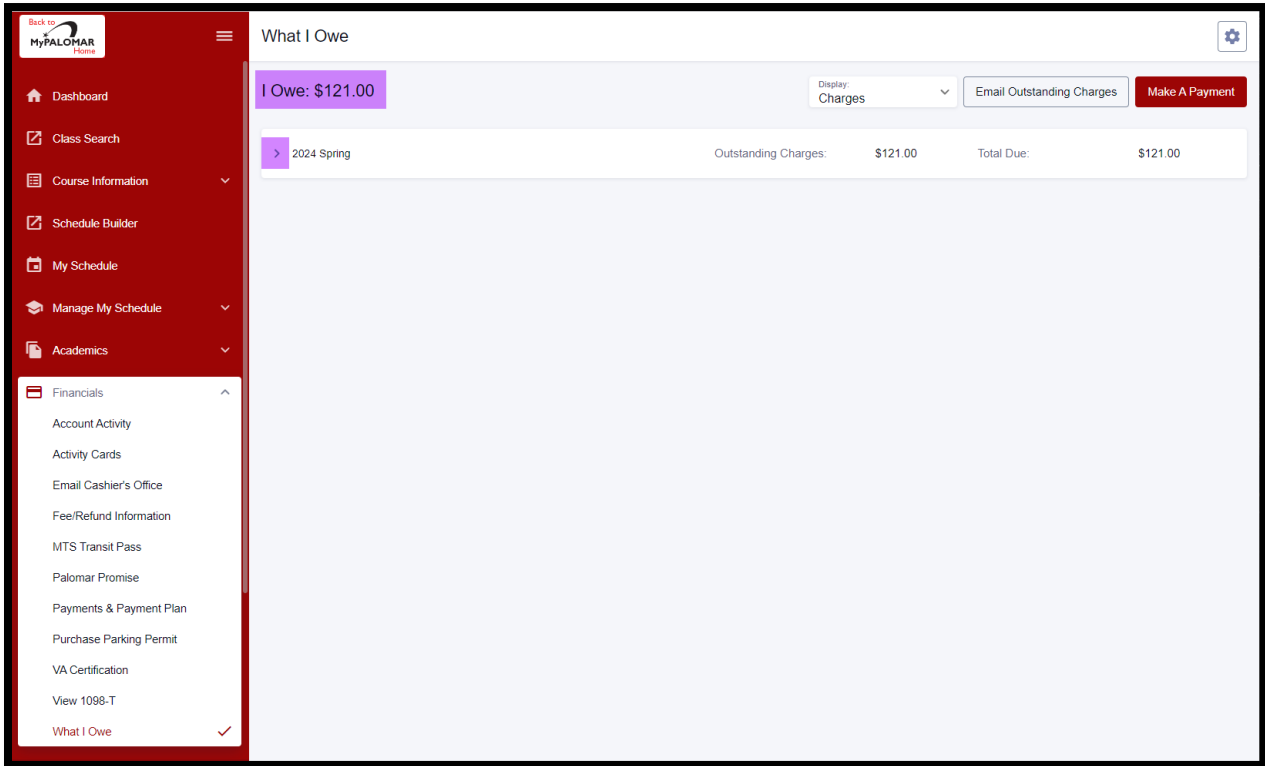 Back to
MyPALOMAR
Home
What I Owe
Dashboard
Class Search
Course Information
Schedule Builder
My Schedule
Manage My Schedule
Academics
Financials
Account Activity
Activity Cards
Email Cashier's Office
Fee/Refund Information
MTS Transit Pass
Palomar Promise
Payments & Payment Plan
Purchase Parking Permit
VA Certification
View 1098-T
What I Owe
I Owe: $121.00
Display:
Charges
Email Outstanding Charges
Make A Payment
2024 Spring Outstanding Charges: $121.00 Total Due: $121.00